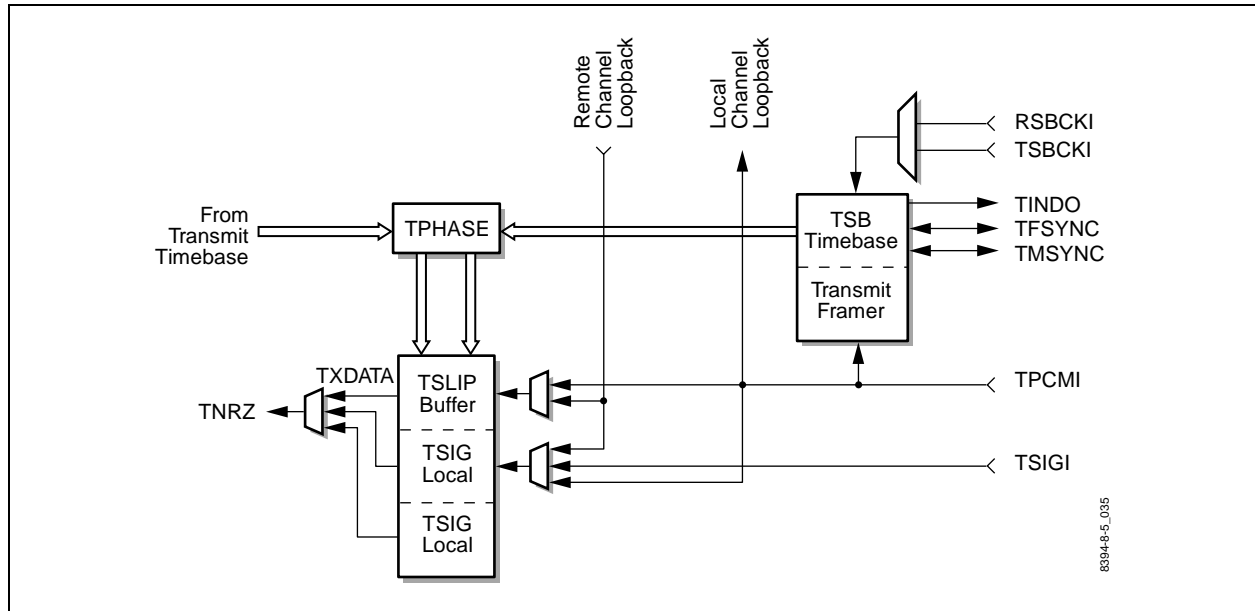 Remote
Channel
Loopback
Local
Channel
Loopback
RSBCKI
TSBCKI
From
Transmit
Timebase
TPHASE
TSB
Timebase
Transmit
Framer
TINDO
TFSYNC
TMSYNC
TXDATA
TNRZ
TSLIP
Buffer
TSIG
Local
TSIG
Local
TPCMI
TSIGI
8394-8-5_035